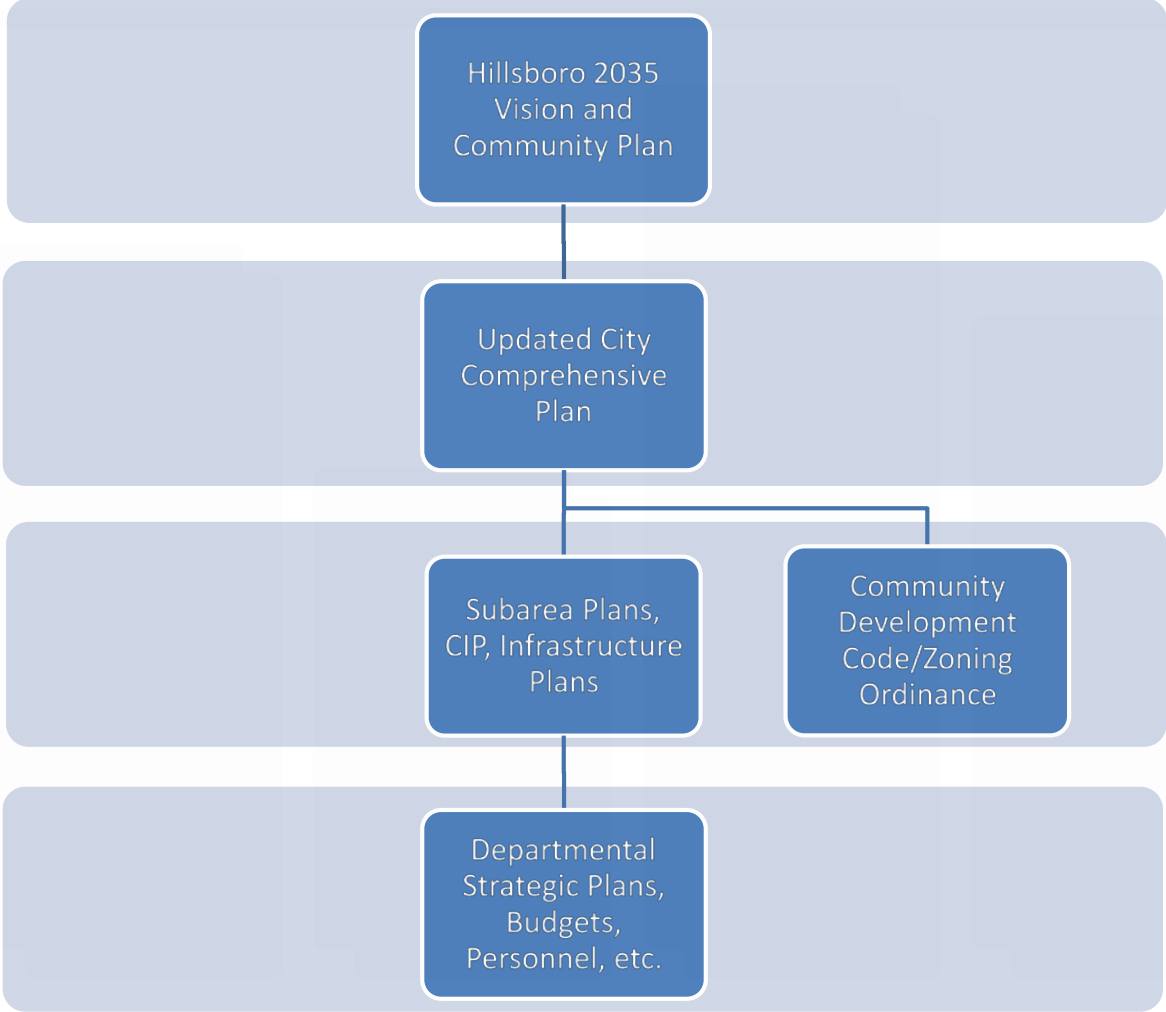 Hillsboro 2035
Vision and
Community Plan
Updated City
Comprehensive
Plan
Subarea Plans,
CIP, Infrastructure
Plans
Community
Development
Code/Zoning
Ordinance
Departmental
Strategic Plans,
Budgets,
Personnel, etc.